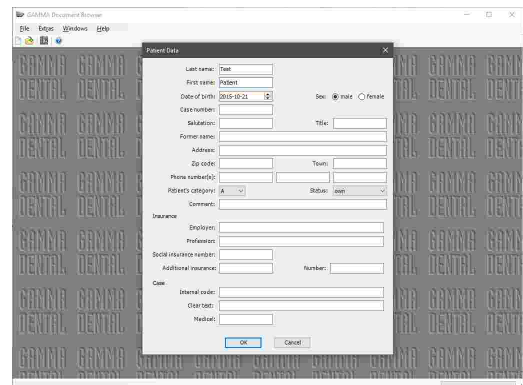 GAMMA Document Browser
File Extras Windows Help
Patient Data
Last name: Test
First name: Patient
Date of birth: 2015-10-21 Sex: male female
Case number:
Salutation: Title:
Former name:
Address:
Zip code: Town:
Phone number(s):
Patient's category: A Status: own
Comment:
Insurance
Employer:
Profession:
Social insurance number:
Additional insurance: Number:
Case
Internal code:
Clear text:
Medical:
OK Cancel
GAMMA DENTAL